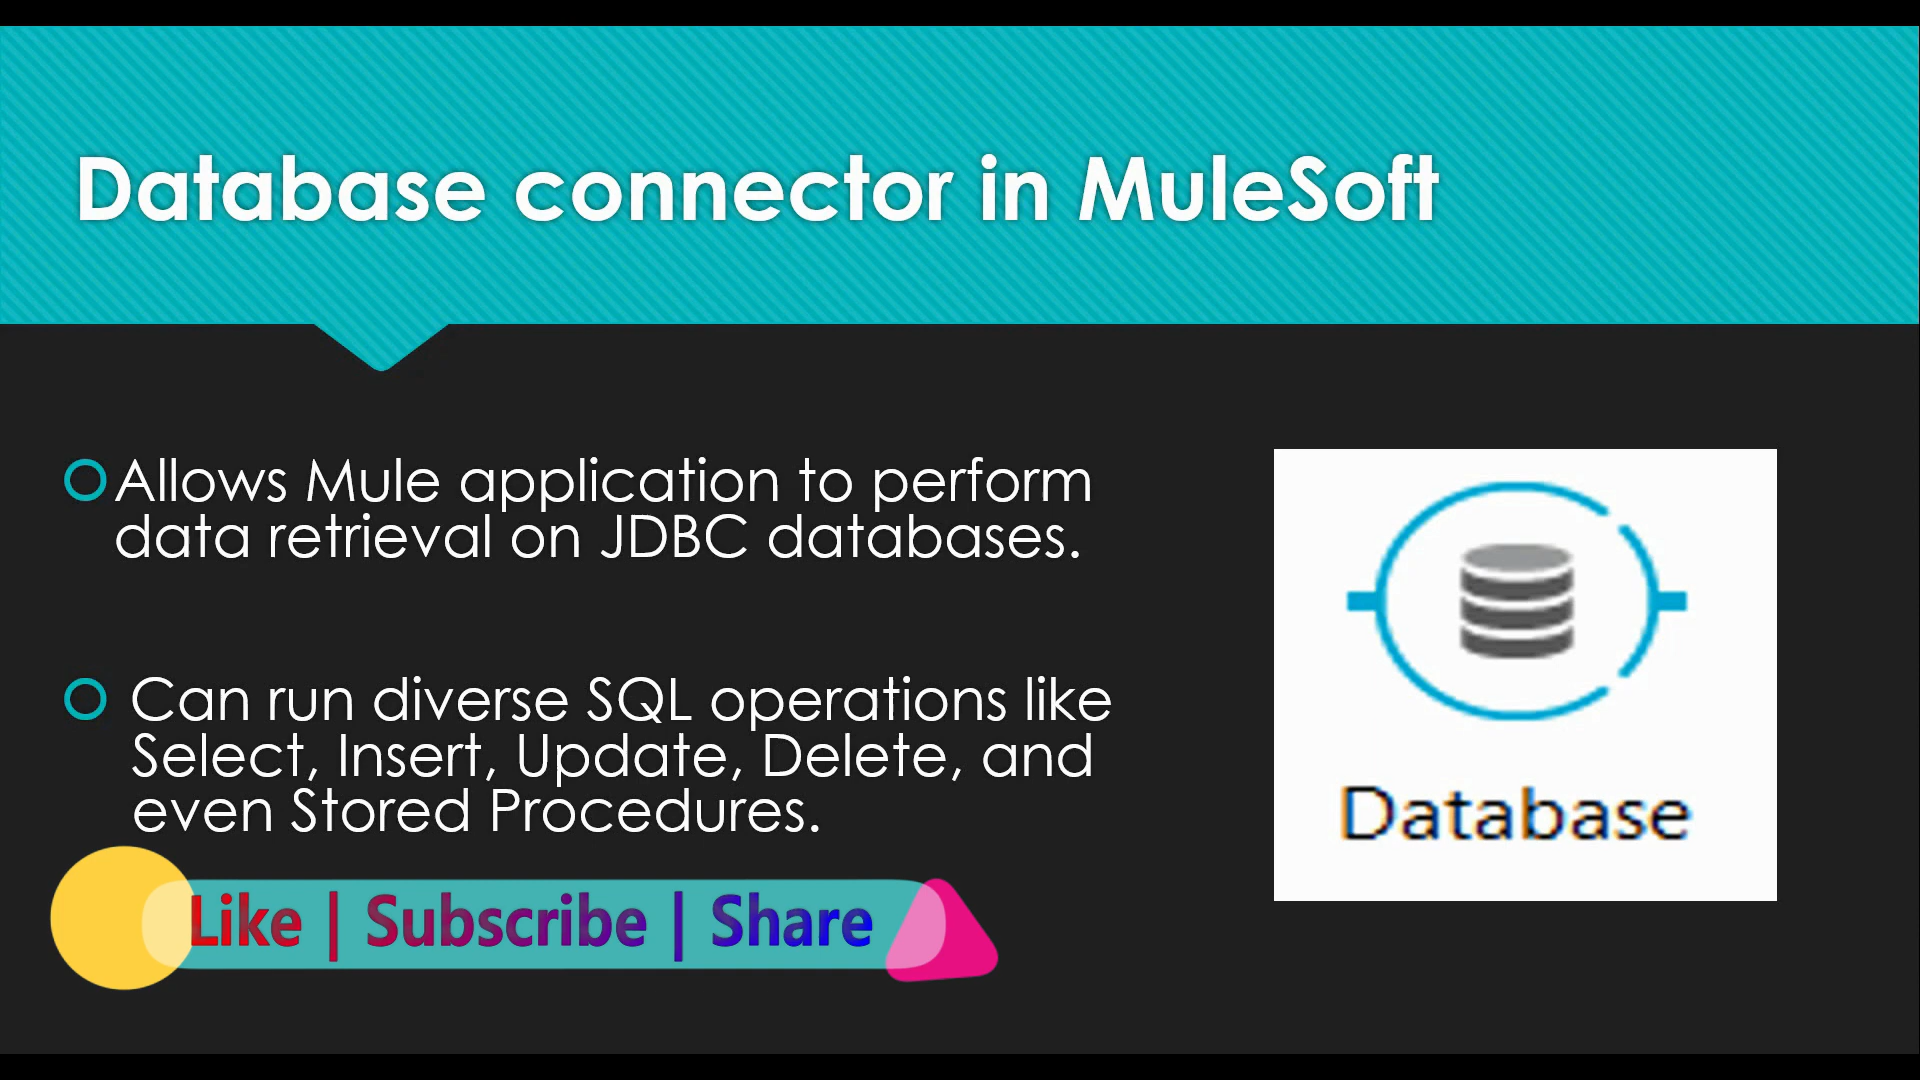 Database connector in MuleSoft
Allows Mule application to perform
data retrieval on JDBC databases.
Can run diverse SQL operations like
Select, Insert, Update, Delete, and
even Stored Procedures.
Like | Subscribe | Share
Database